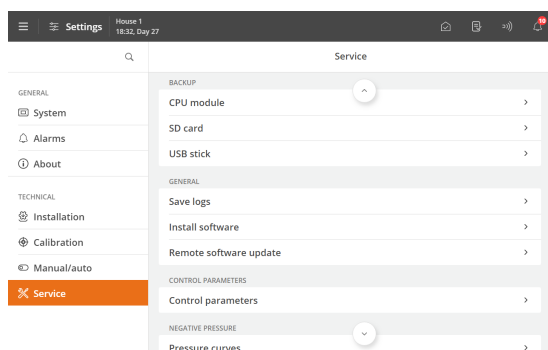 Settings
House 1
18:32, Day 27
10
Service
GENERAL
System
Alarms
About
TECHNICAL
Installation
Calibration
Manual/auto
Service
BACKUP
CPU module
SD card
USB stick
GENERAL
Save logs
Install software
Remote software update
CONTROL PARAMETERS
Control parameters
NEGATIVE PRESSURE
Pressure curves